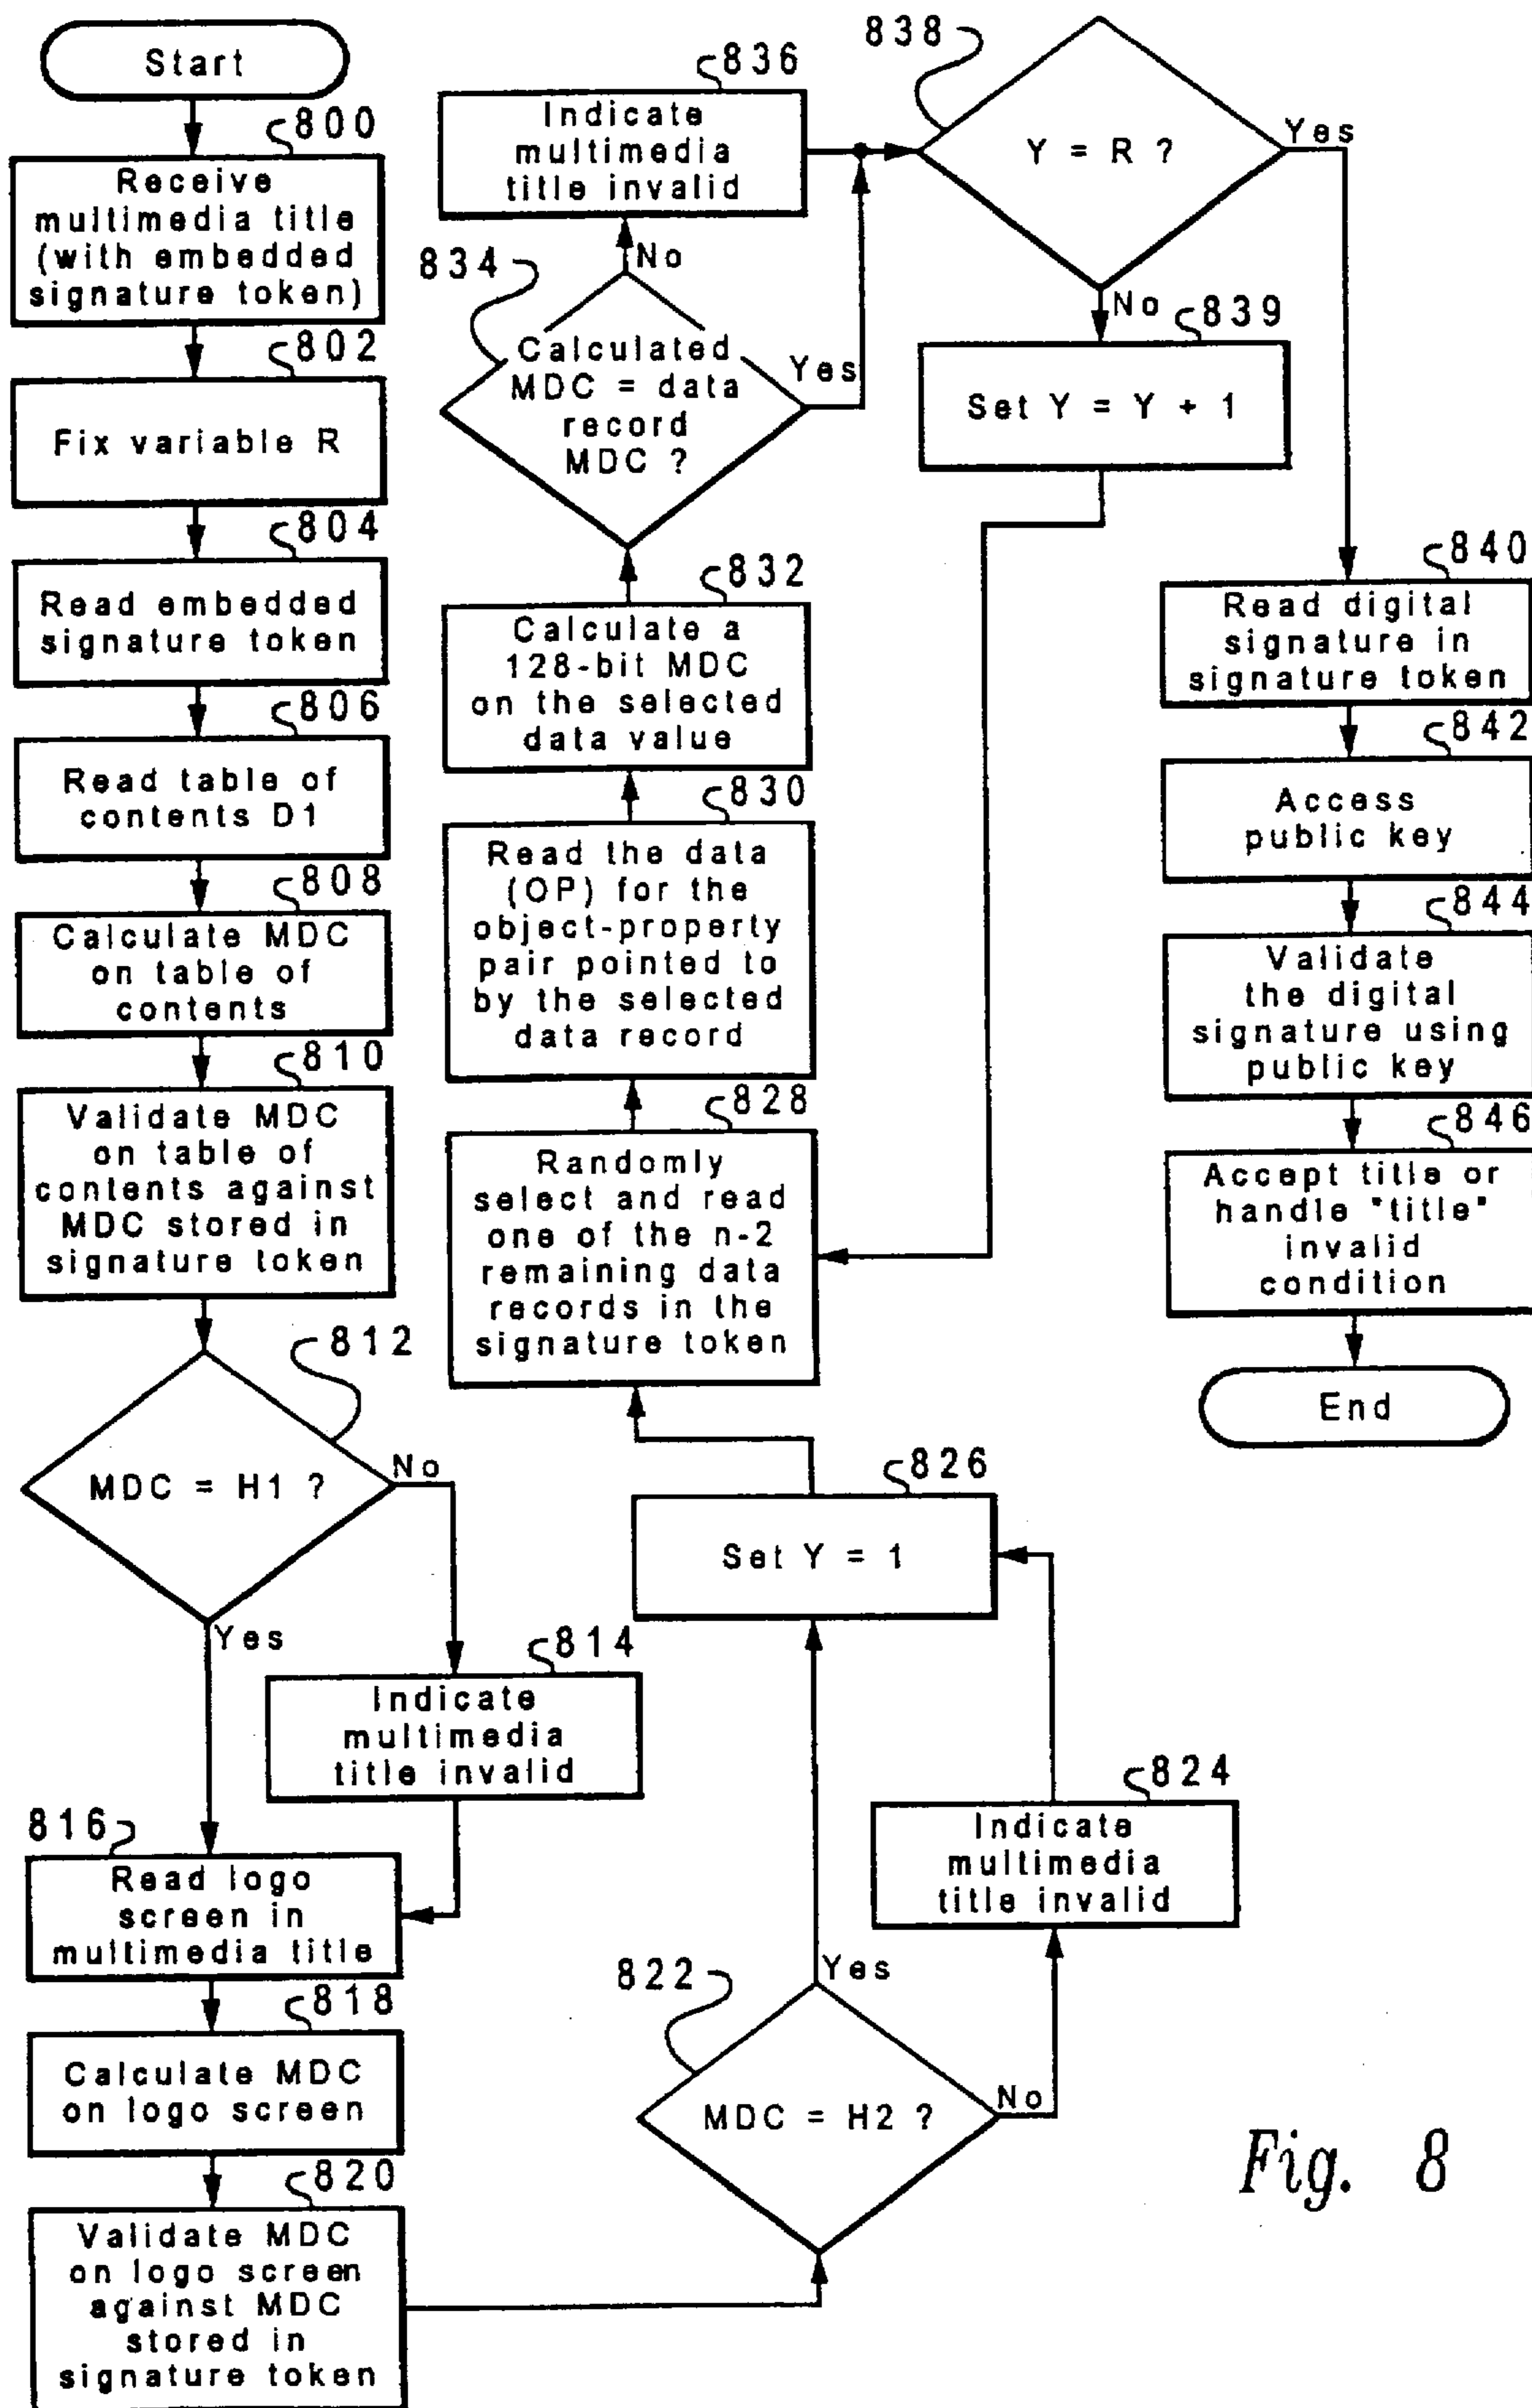 Start
800
Receive
multimedia title
(with embedded
signature token)
802
Fix variable R
804
Read embedded
signature token
806
Read table of
contents D1
808
Calculate MDC
on table of
contents
810
Validate MDC
on table of
contents against
MDC stored in
signature token
812
MDC = H1 ?
No
Yes
814
Indicate
multimedia
title invalid
816
Read logo
screen in
multimedia title
818
Calculate MDC
on logo screen
820
Validate MDC
on logo screen
against MDC
stored in
signature token
822
MDC = H2 ?
Yes
No
824
Indicate
multimedia
title invalid
826
Set Y = 1
828
Randomly
select and read
one of the n-2
remaining data
records in the
signature token
830
Read the data
(OP) for the
object-property
pair pointed to
by the selected
data record
832
Calculate a
128-bit MDC
on the selected
data value
834
Calculated
MDC = data
record
MDC ?
No
Yes
836
Indicate
multimedia
title invalid
838
Y = R ?
Yes
No
839
Set Y = Y + 1
840
Read digital
signature in
signature token
842
Access
public key
844
Validate
the digital
signature using
public key
846
Accept title or
handle "title"
invalid
condition
End
Fig. 8